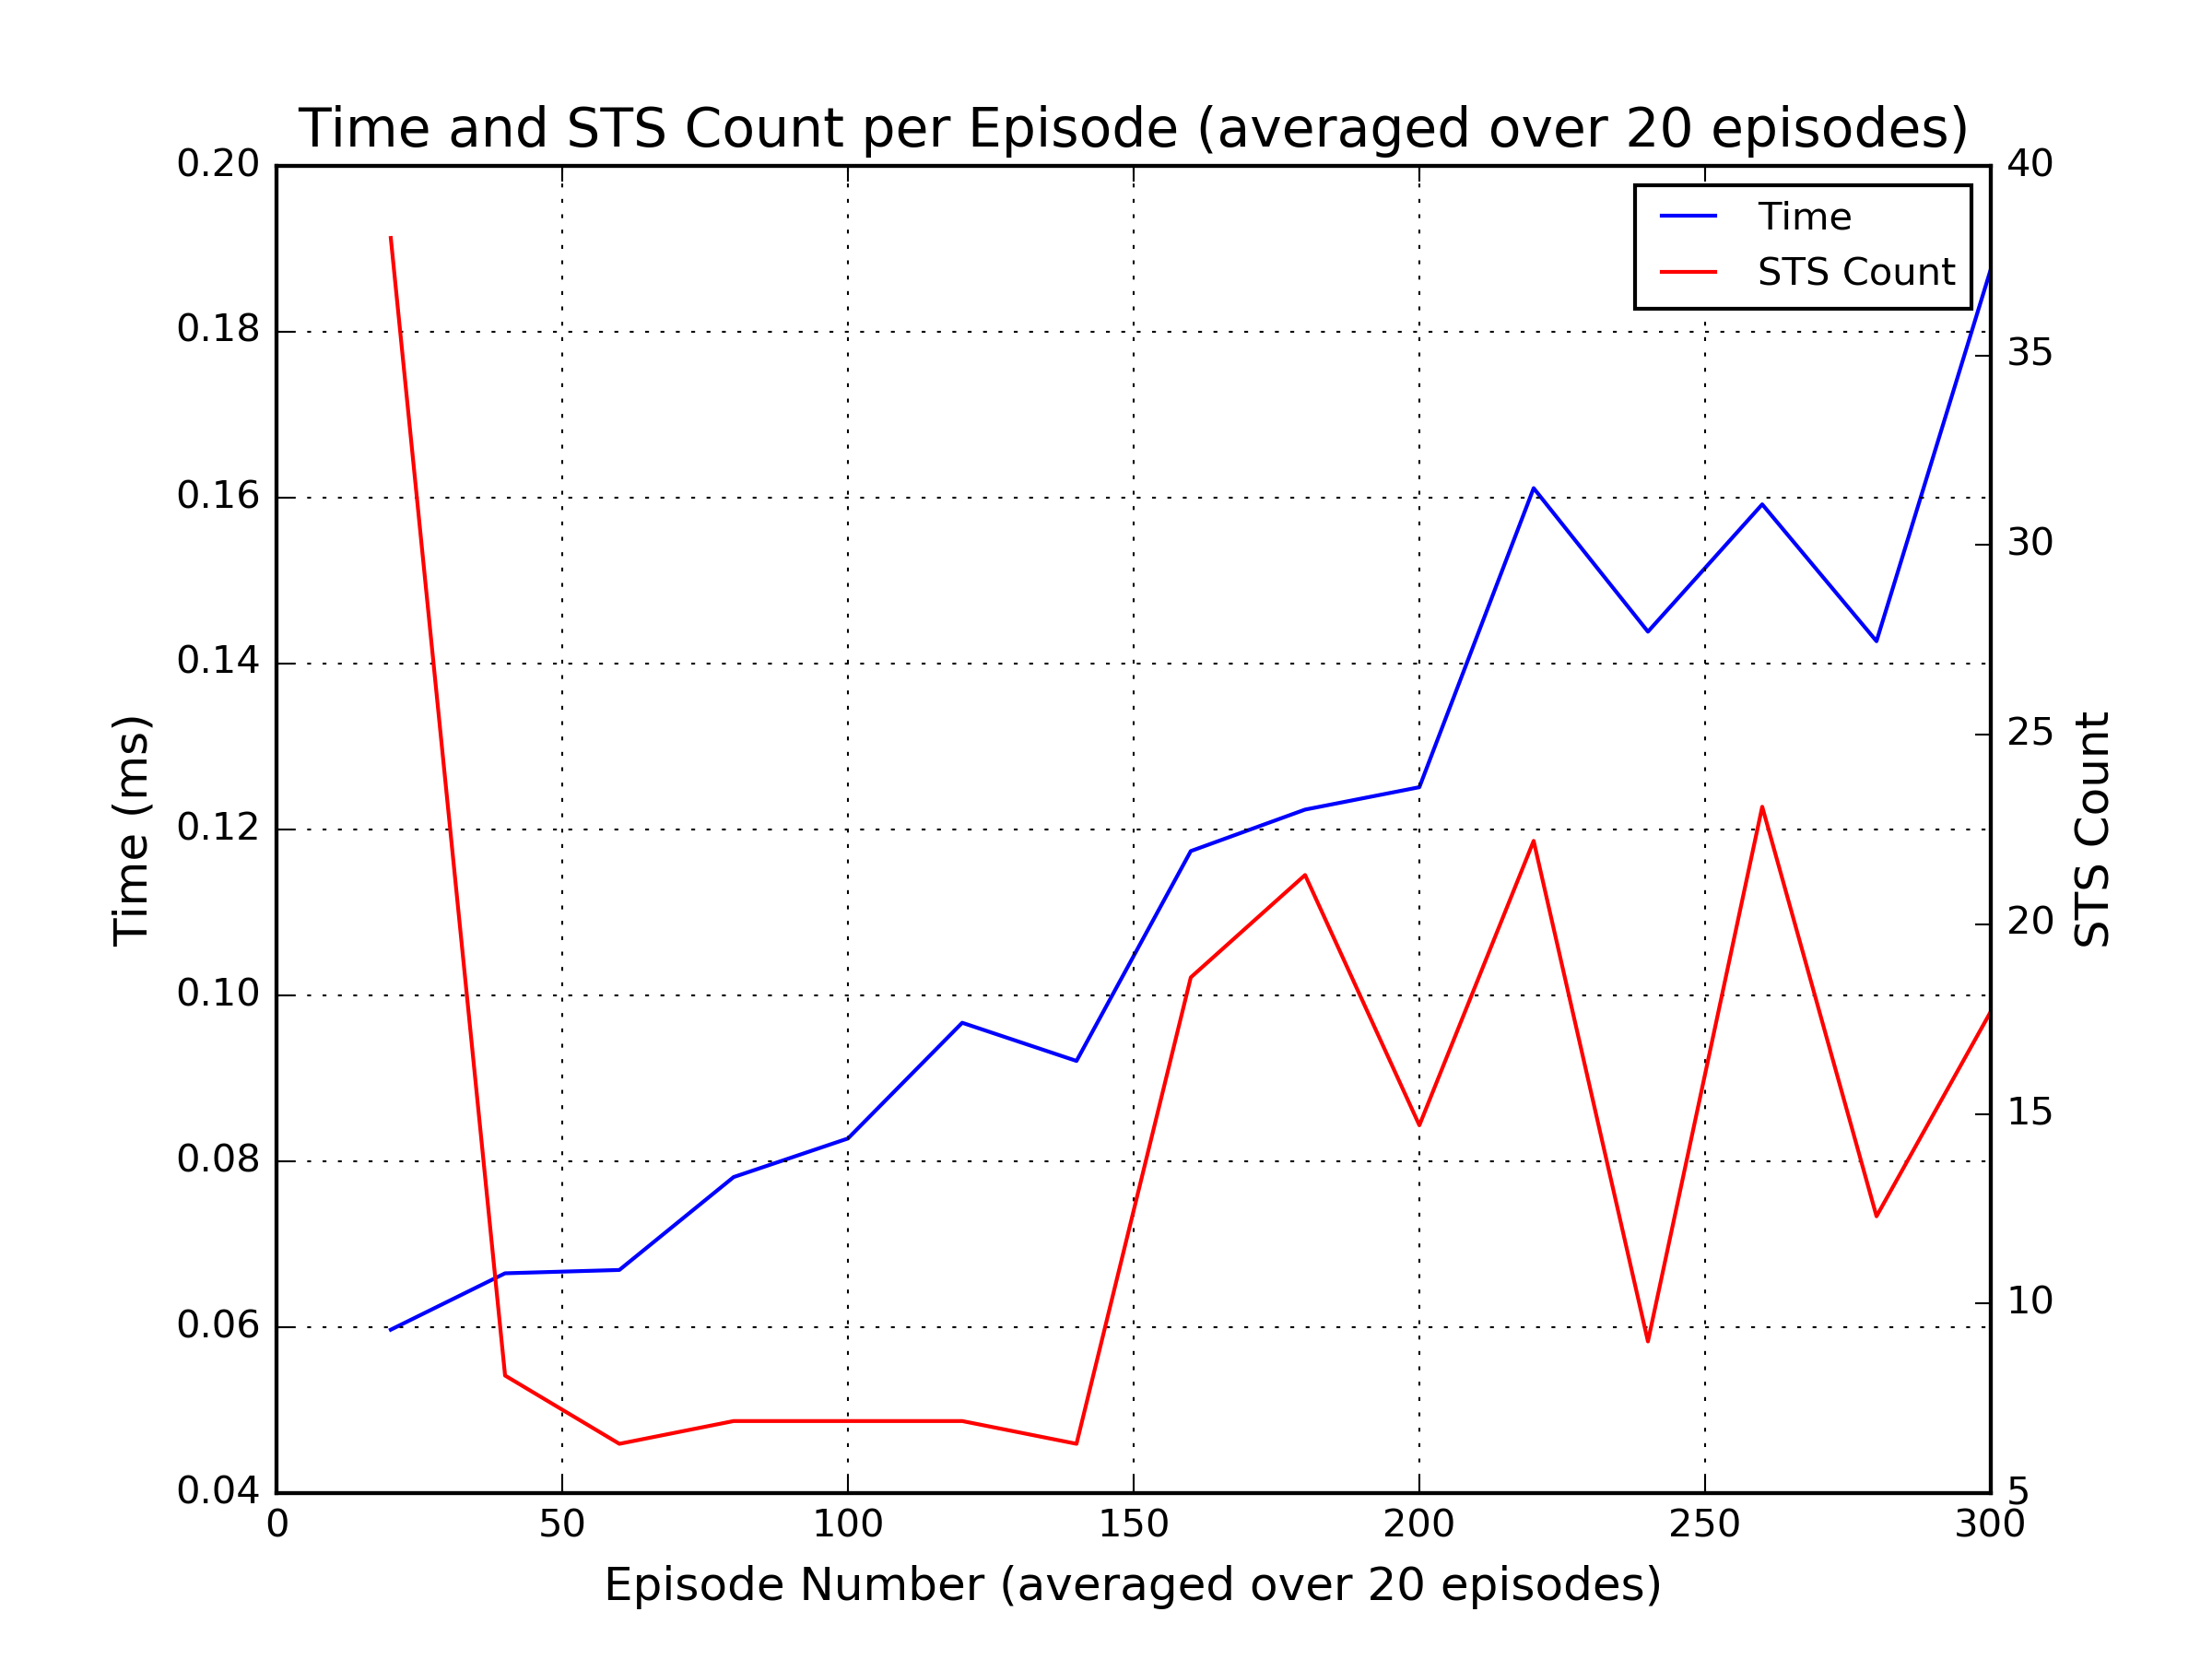 Time and STS Count per Episode (averaged over 20 episodes)
0.20
0.18
0.16
0.14
0.12
0.10
0.08
0.06
0.04
Time (ms)
40
35
30
25
20
15
10
5
STS Count
Time
STS Count
0 50 100 150 200 250 300
Episode Number (averaged over 20 episodes)